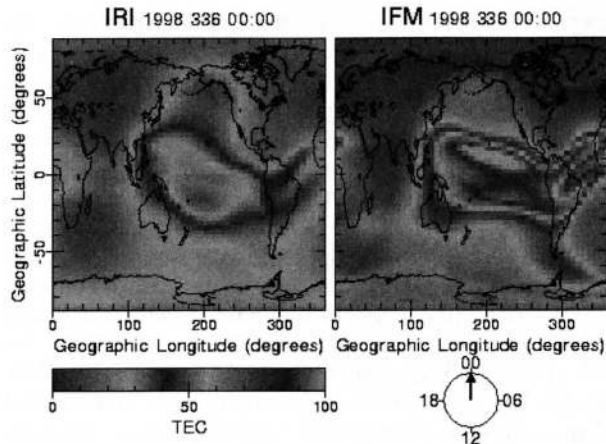 IRI 1998 336 00:00
IFM 1998 336 00:00
Geographic Latitude (degrees)
50
0
-50
0 100 200 300
0 100 200 300
Geographic Longitude (degrees)
Geographic Longitude (degrees)
0 50 100
TEC
00
18 06
12